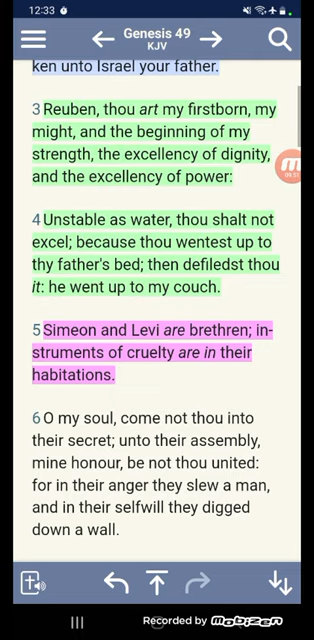 12:33
Genesis 49
KJV
ken unto Israel your father.
3 Reuben, thou art my firstborn, my
might, and the beginning of my
strength, the excellency of dignity,
and the excellency of power:
4 Unstable as water, thou shalt not
excel; because thou wentest up to
thy father's bed; then defiledst thou
it: he went up to my couch.
5 Simeon and Levi are brethren; in-
struments of cruelty are in their
habitations.
6 O my soul, come not thou into
their secret; unto their assembly,
mine honour, be not thou united:
for in their anger they slew a man,
and in their selfwill they digged
down a wall.
Recorded by mobizen